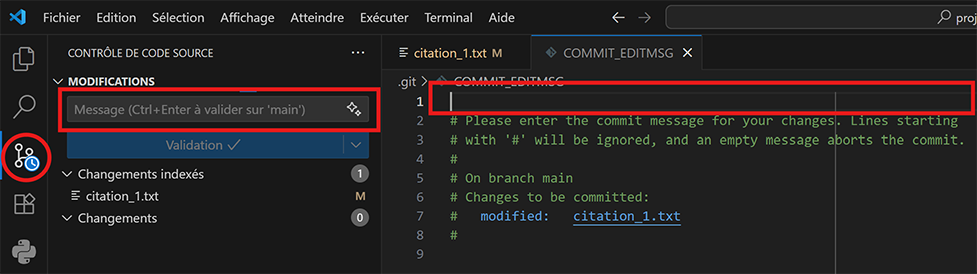 Fichier Edition Sélection Affichage Atteindre Exécuter Terminal Aide proj
CONTRÔLE DE CODE SOURCE ...
MODIFICATIONS
Message (Ctrl+Enter à valider sur 'main')
Validation
Changements indexés 1
citation_1.txt M
Changements 0
citation_1.txt M COMMIT_EDITMSG
.git > COMMIT_EDITMSG
1
2 # Please enter the commit message for your changes. Lines starting
3 # with '#' will be ignored, and an empty message aborts the commit.
4 #
5 # On branch main
6 # Changes to be committed:
7 # modified: citation_1.txt
8 #
9